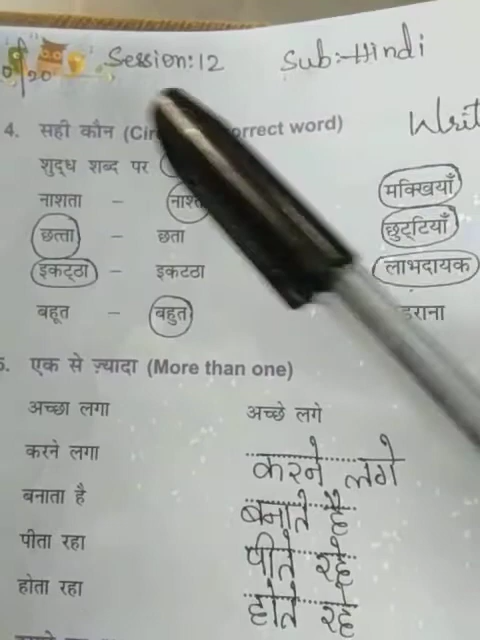 Session:12 Sub:-Hindi
4. सही कौन (Cir orrect word) Writ
शुद्ध शब्द पर
नाशता – नाश्त मक्खियाँ
छत्ता – छता छुट्टियाँ
इकट्ठा – इकटठा लाभदायक
बहूत – बहुत डराना
5. एक से ज़्यादा (More than one)
अच्छा लगा अच्छे लगे
करने लगा करने लगे
बनाता है बनाते है
पीता रहा पीते रहे
होता रहा होते रहे